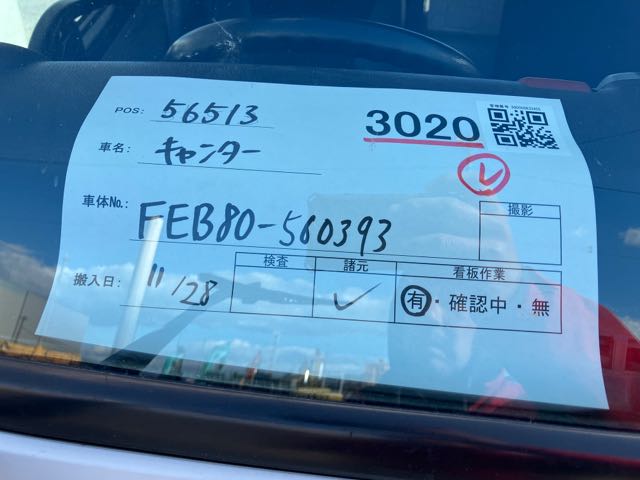 POS: 56513
3020
車名: キャンター
車体No.: FEB80-560393
撮影
搬入日: 11/28
検査 諸元 看板作業
有・確認中・無